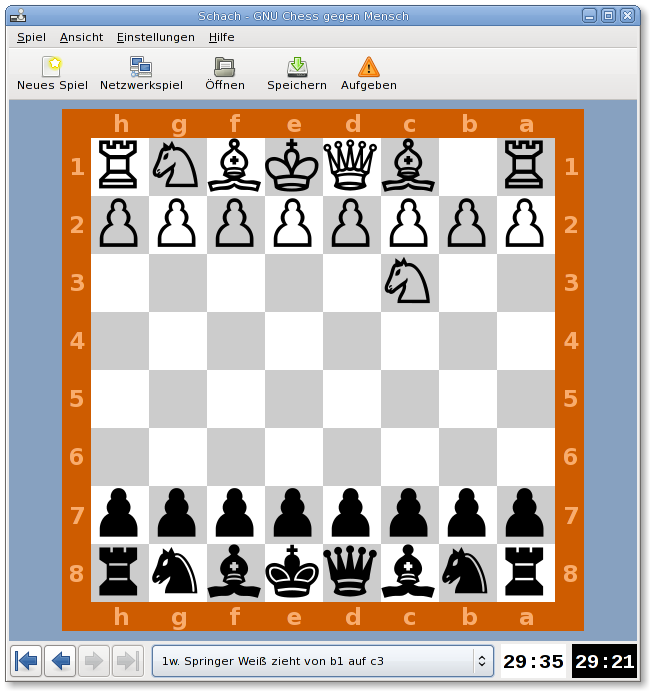 Schach - GNU Chess gegen Mensch
Spiel Ansicht Einstellungen Hilfe
Neues Spiel Netzwerkspiel Öffnen Speichern Aufgeben
h g f e d c b a
1 1
2 2
3 3
4 4
5 5
6 6
7 7
8 8
h g f e d c b a
1w. Springer Weiß zieht von b1 auf c3 29:35 29:21